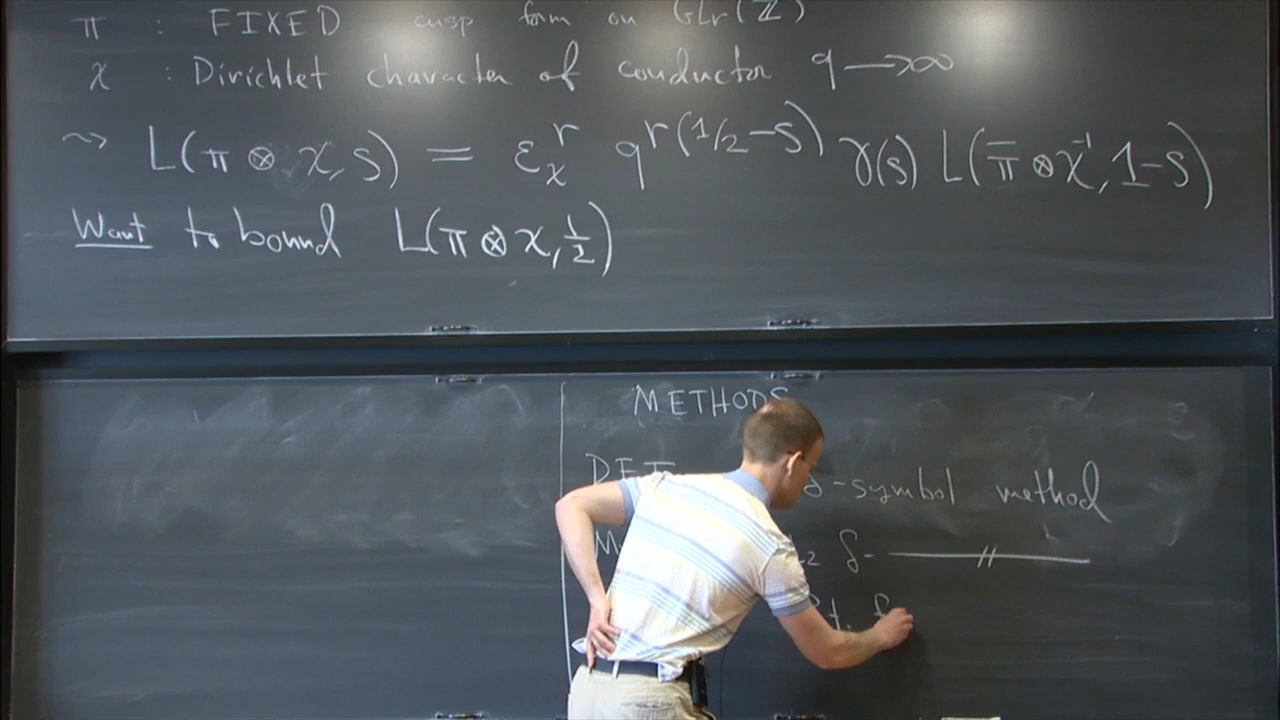 π : FIXED cusp form on GLr(ℤ)
χ : Dirichlet character of conductor q → ∞
⇝ L(π ⊗ χ, s) = ε_χ^r q^{r(1/2-s)} γ(s) L(π̄ ⊗ χ^{-1}, 1-s)
Want to bound L(π ⊗ χ, 1/2)
METHODS
δ-symbol method
δ- —//—